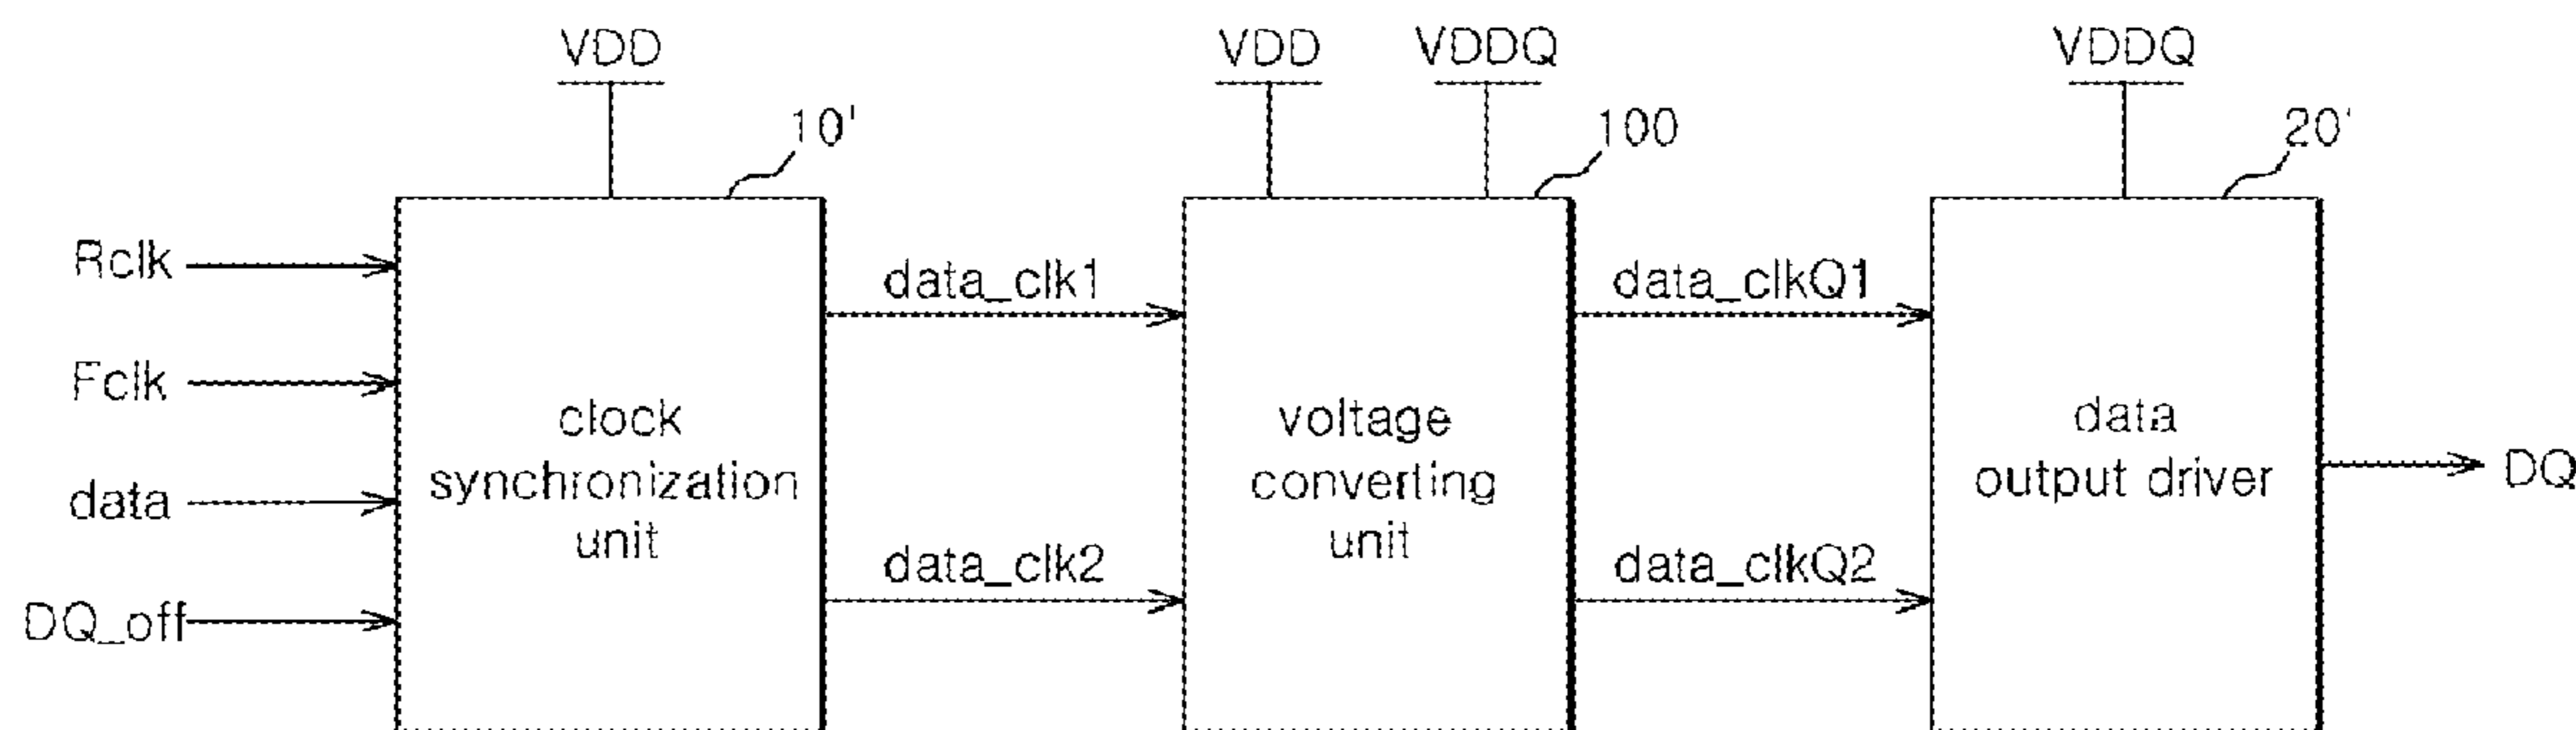 VDD
VDD
VDDQ
VDDQ
10'
100
20'
Rclk
Fclk
data
DQ_off
clock
synchronization
unit
data_clk1
data_clk2
voltage
converting
unit
data_clkQ1
data_clkQ2
data
output driver
DQ